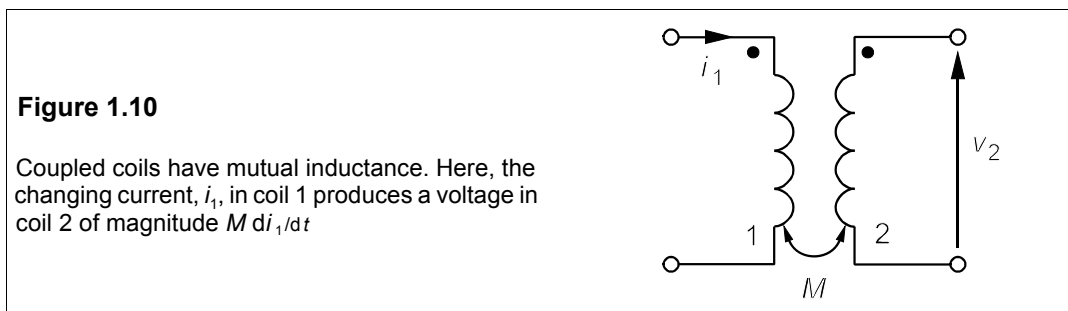 Figure 1.10
Coupled coils have mutual inductance. Here, the
changing current, i₁, in coil 1 produces a voltage in
coil 2 of magnitude M di₁/dt
i₁
v₂
1
2
M